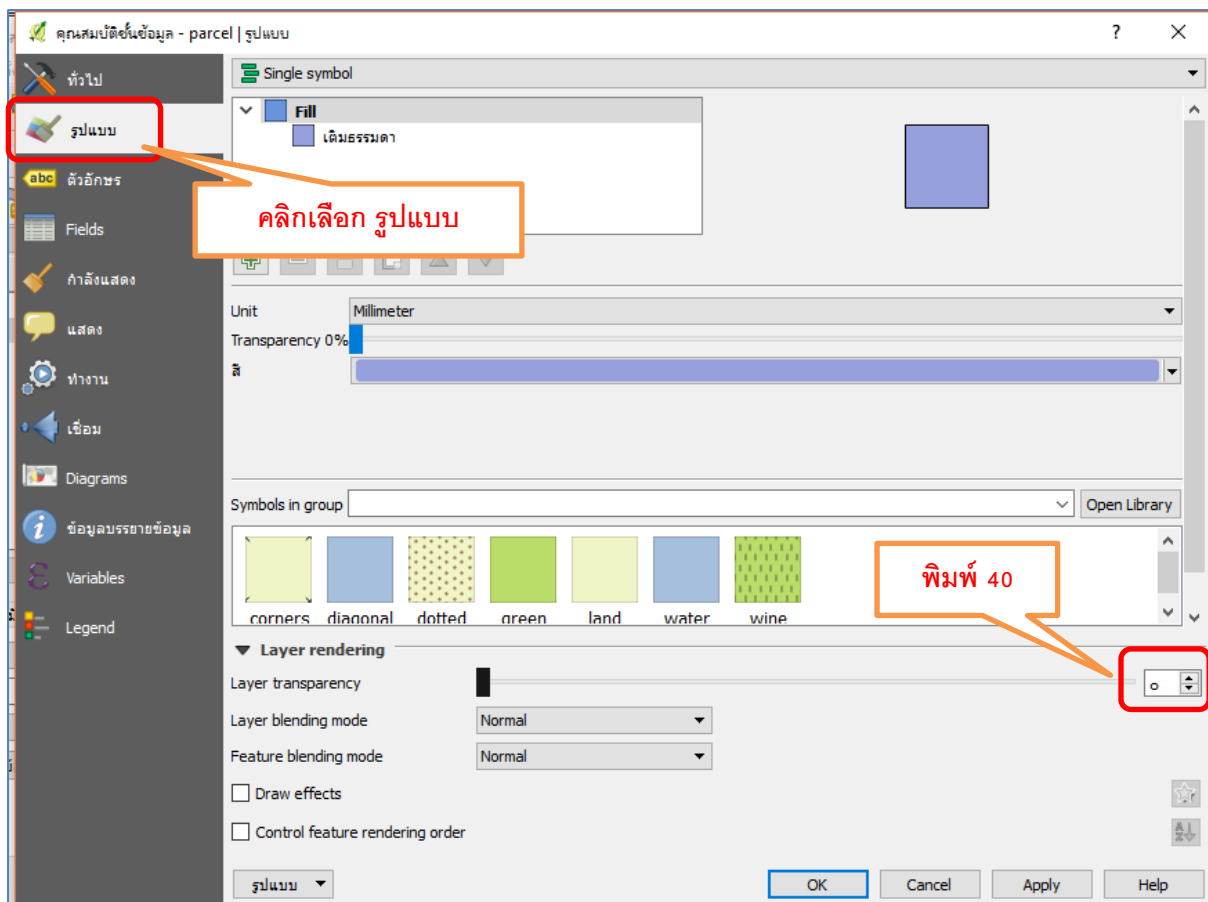 คุณสมบัติชั้นข้อมูล - parcel | รูปแบบ
ทั่วไป
รูปแบบ
ตัวอักษร
Fields
กำลังแสดง
แสดง
ทำงาน
เชื่อม
Diagrams
ข้อมูลบรรยายข้อมูล
Variables
Legend
Single symbol
Fill
เติมธรรมดา
คลิกเลือก รูปแบบ
Unit Millimeter
Transparency 0%
สี
Symbols in group Open Library
corners diagonal dotted green land water wine
พิมพ์ 40
Layer rendering
Layer transparency ๐
Layer blending mode Normal
Feature blending mode Normal
Draw effects
Control feature rendering order
รูปแบบ OK Cancel Apply Help